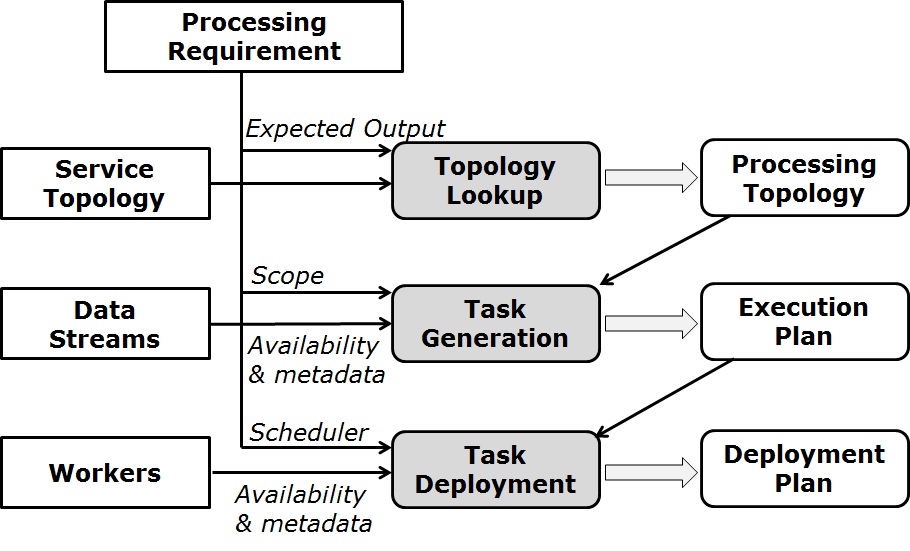 Processing
Requirement
Expected Output
Service
Topology
Topology
Lookup
Processing
Topology
Scope
Data
Streams
Task
Generation
Execution
Plan
Availability
& metadata
Scheduler
Workers
Task
Deployment
Deployment
Plan
Availability
& metadata